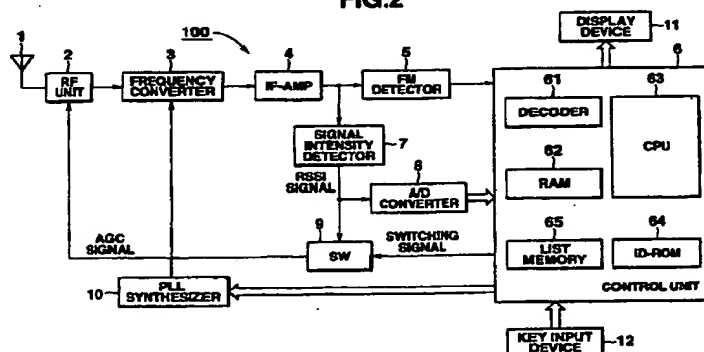 FIG.2
DISPLAY
DEVICE
11
1
100
2
3
4
5
6
RF
UNIT
FREQUENCY
CONVERTER
IF-AMP
FM
DETECTOR
61
63
DECODER
CPU
SIGNAL
INTENSITY
DETECTOR
7
62
RSSI
SIGNAL
8
A/D
CONVERTER
RAM
9
65
64
AGC
SIGNAL
SW
SWITCHING
SIGNAL
LIST
MEMORY
ID-ROM
10
PLL
SYNTHESIZER
CONTROL UNIT
KEY INPUT
DEVICE
12